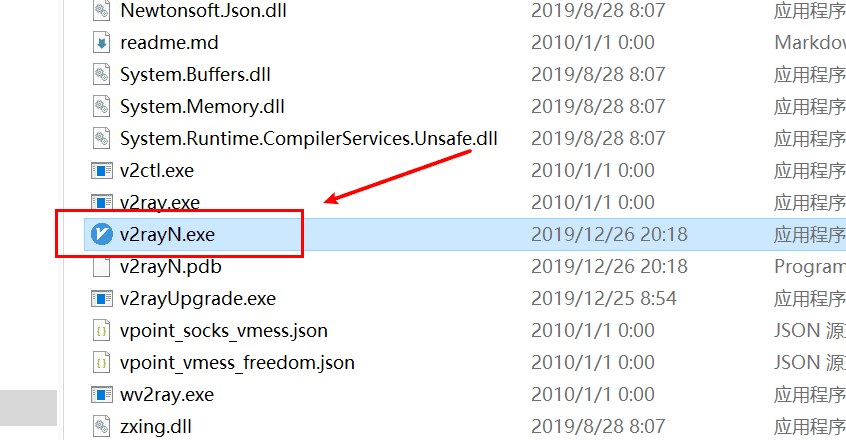 Newtonsoft.Json.dll 2019/8/28 8:07 应用程序
readme.md 2010/1/1 0:00 Markdow
System.Buffers.dll 2019/8/28 8:07 应用程序
System.Memory.dll 2019/8/28 8:07 应用程序
System.Runtime.CompilerServices.Unsafe.dll 2019/8/28 8:07 应用程序
v2ctl.exe 2010/1/1 0:00 应用程序
v2ray.exe 2010/1/1 0:00 应用程序
v2rayN.exe 2019/12/26 20:18 应用程序
v2rayN.pdb 2019/12/26 20:18 Program
v2rayUpgrade.exe 2019/12/25 8:54 应用程序
vpoint_socks_vmess.json 2010/1/1 0:00 JSON 源
vpoint_vmess_freedom.json 2010/1/1 0:00 JSON 源
wv2ray.exe 2010/1/1 0:00 应用程序
zxing.dll 2019/8/28 8:07 应用程序